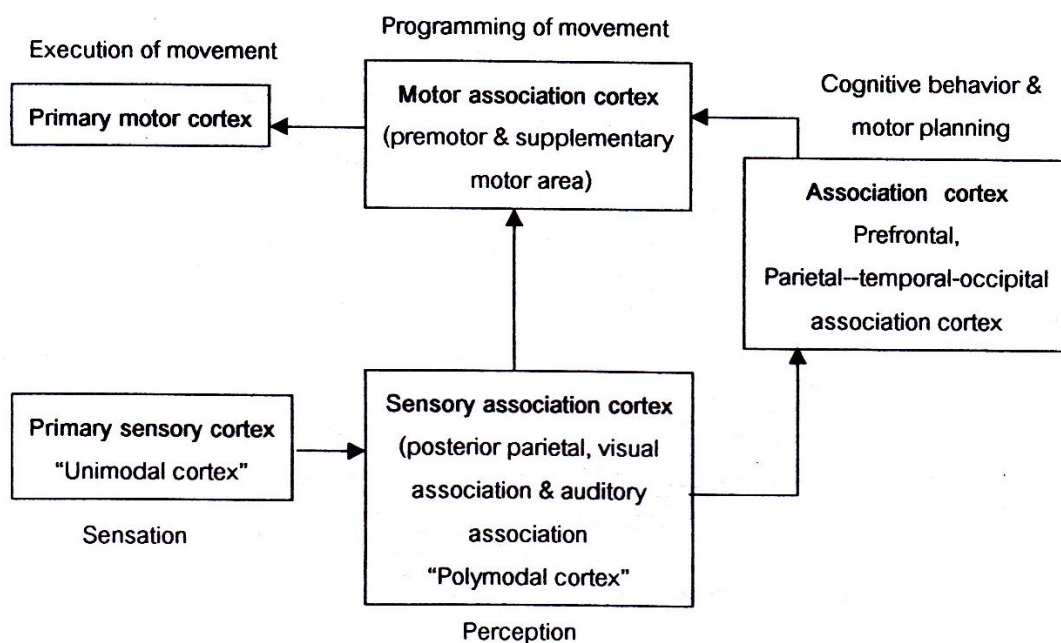 Programming of movement
Execution of movement
Primary motor cortex
Motor association cortex
(premotor & supplementary
motor area)
Cognitive behavior &
motor planning
Association cortex
Prefrontal,
Parietal--temporal-occipital
association cortex
Primary sensory cortex
"Unimodal cortex"
Sensation
Sensory association cortex
(posterior parietal, visual
association & auditory
association
"Polymodal cortex"
Perception